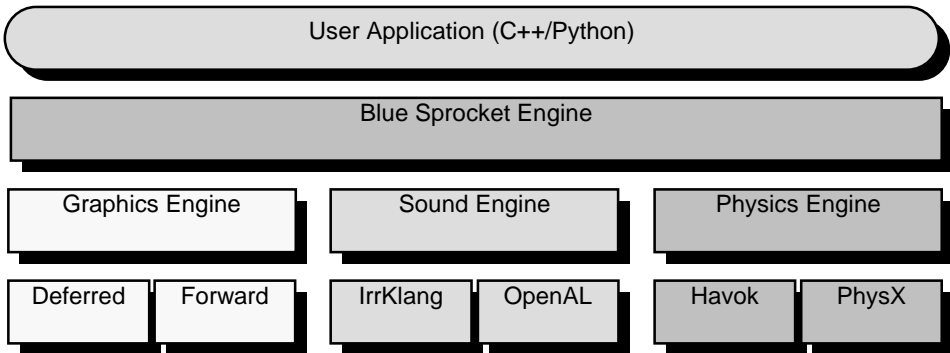 User Application (C++/Python)
Blue Sprocket Engine
Graphics Engine
Sound Engine
Physics Engine
Deferred
Forward
IrrKlang
OpenAL
Havok
PhysX